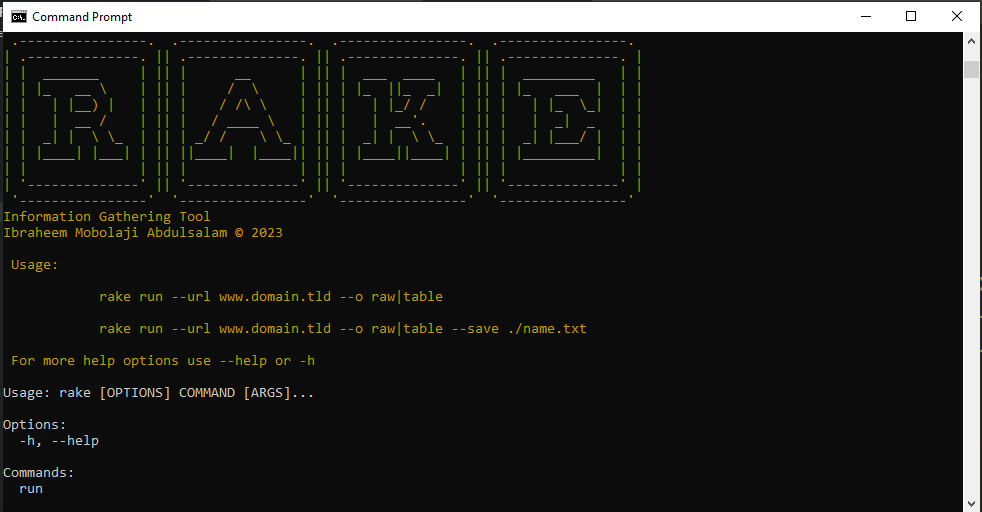 Command Prompt
RAKE
Information Gathering Tool
Ibraheem Mobolaji Abdulsalam © 2023
Usage:
rake run --url www.domain.tld --o raw|table
rake run --url www.domain.tld --o raw|table --save ./name.txt
For more help options use --help or -h
Usage: rake [OPTIONS] COMMAND [ARGS]...
Options:
-h, --help
Commands:
run